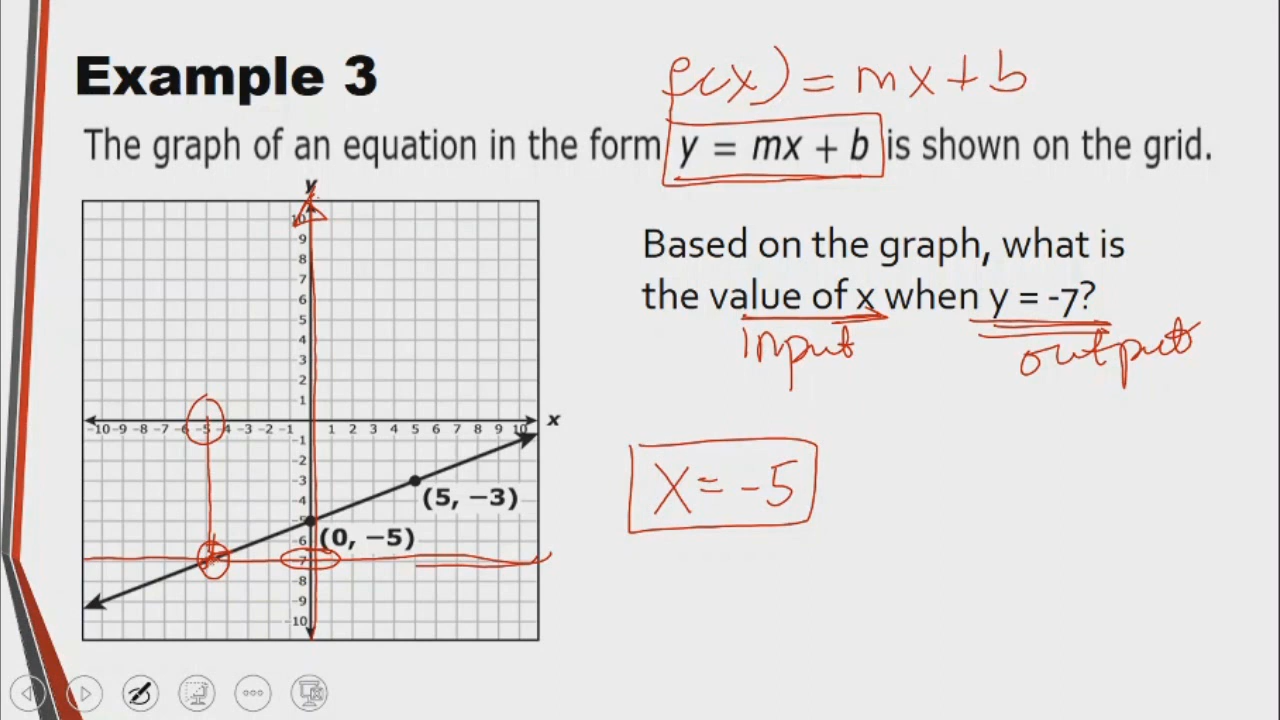 Example 3
f(x) = mx + b
The graph of an equation in the form y = mx + b is shown on the grid.
y
10
9
8
7
6
5
4
3
2
1
-10 -9 -8 -7 -6 -5 -4 -3 -2 -1 1 2 3 4 5 6 7 8 9 10 x
-1
-2
-3
-4
-5
-6
-7
-8
-9
-10
(5, −3)
(0, −5)
Based on the graph, what is
the value of x when y = -7?
input output
x = -5